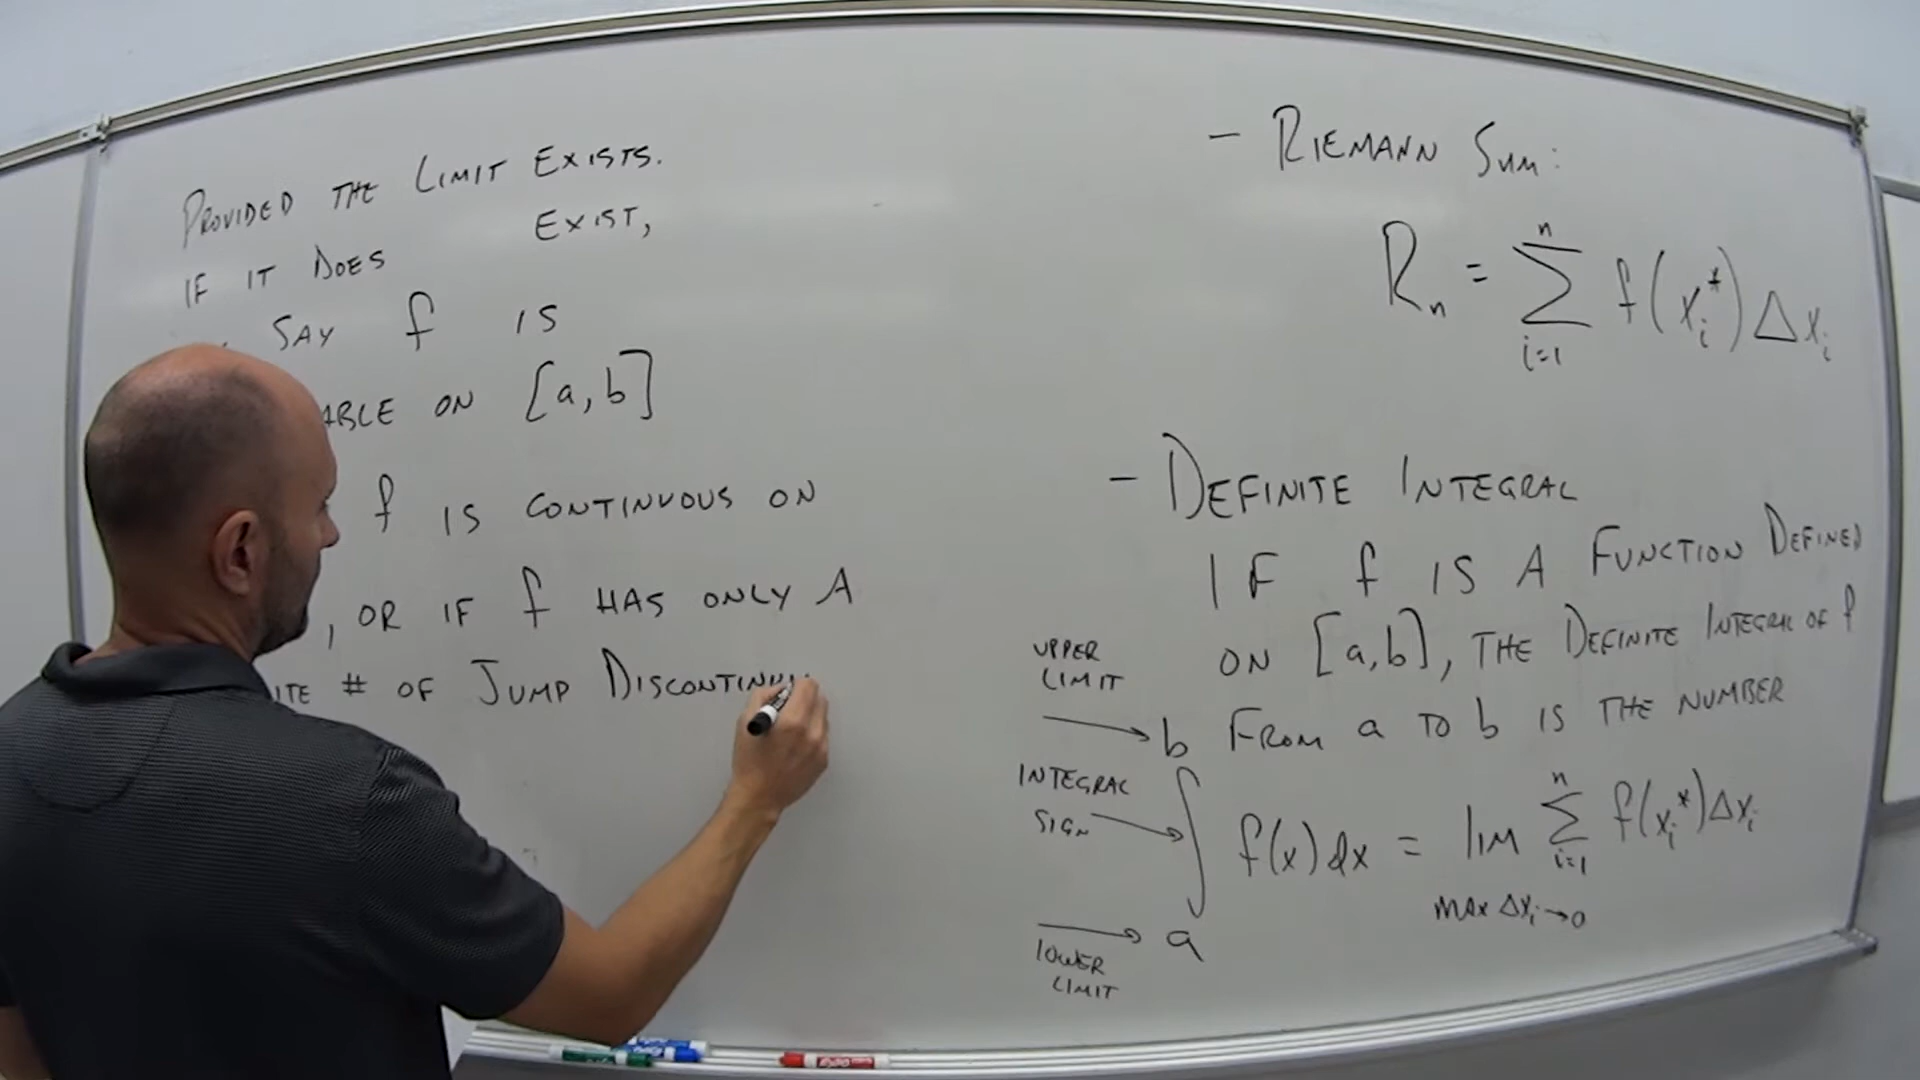 PROVIDED THE LIMIT EXISTS.
IF IT DOES EXIST,
SAY f IS
ABLE ON [a,b]
f IS CONTINUOUS ON
, OR IF f HAS ONLY A
ITE # OF JUMP DISCONTINU
- RIEMANN SUM:
Rₙ = ∑ⁿᵢ₌₁ f(xᵢ*)Δxᵢ
- DEFINITE INTEGRAL
IF f IS A FUNCTION DEFINED
ON [a,b], THE DEFINITE INTEGRAL OF f
FROM a TO b IS THE NUMBER
∫ₐᵇ f(x)dx = lim ∑ⁿᵢ₌₁ f(xᵢ*)Δxᵢ
MAX Δxᵢ→0
UPPER
LIMIT
INTEGRAL
SIGN
LOWER
LIMIT